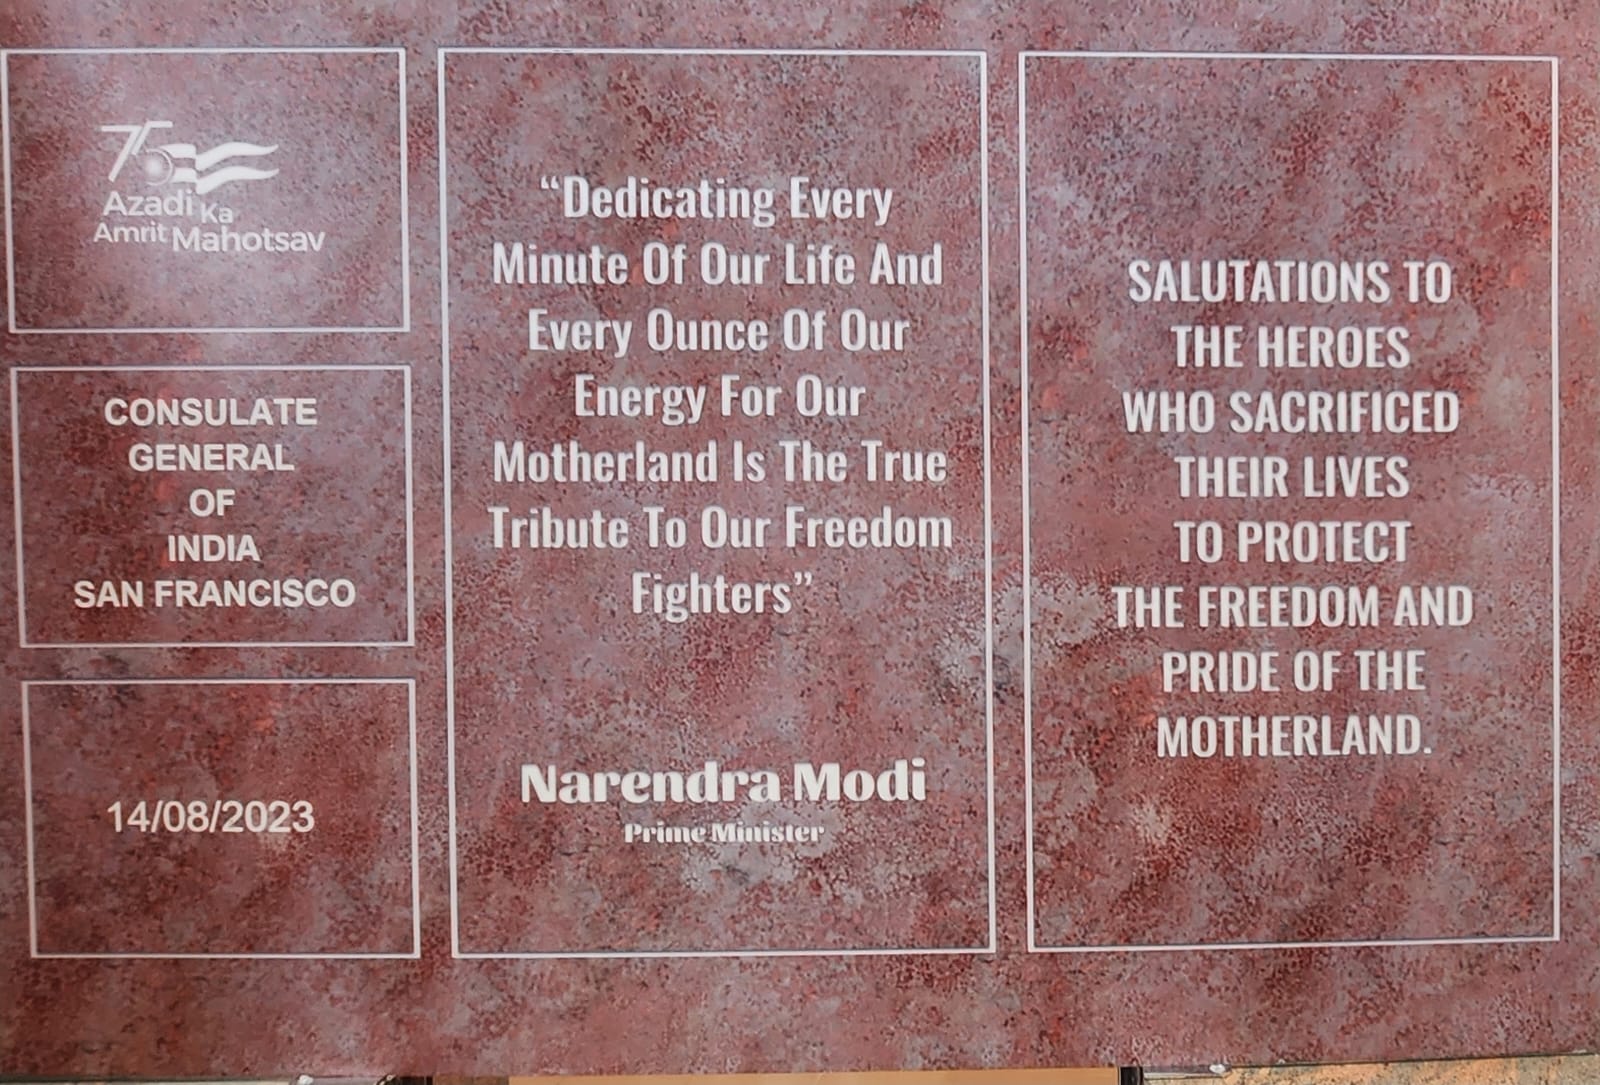 75
Azadi Ka
Amrit Mahotsav
CONSULATE
GENERAL
OF
INDIA
SAN FRANCISCO
14/08/2023
“Dedicating Every
Minute Of Our Life And
Every Ounce Of Our
Energy For Our
Motherland Is The True
Tribute To Our Freedom
Fighters”
Narendra Modi
Prime Minister
SALUTATIONS TO
THE HEROES
WHO SACRIFICED
THEIR LIVES
TO PROTECT
THE FREEDOM AND
PRIDE OF THE
MOTHERLAND.